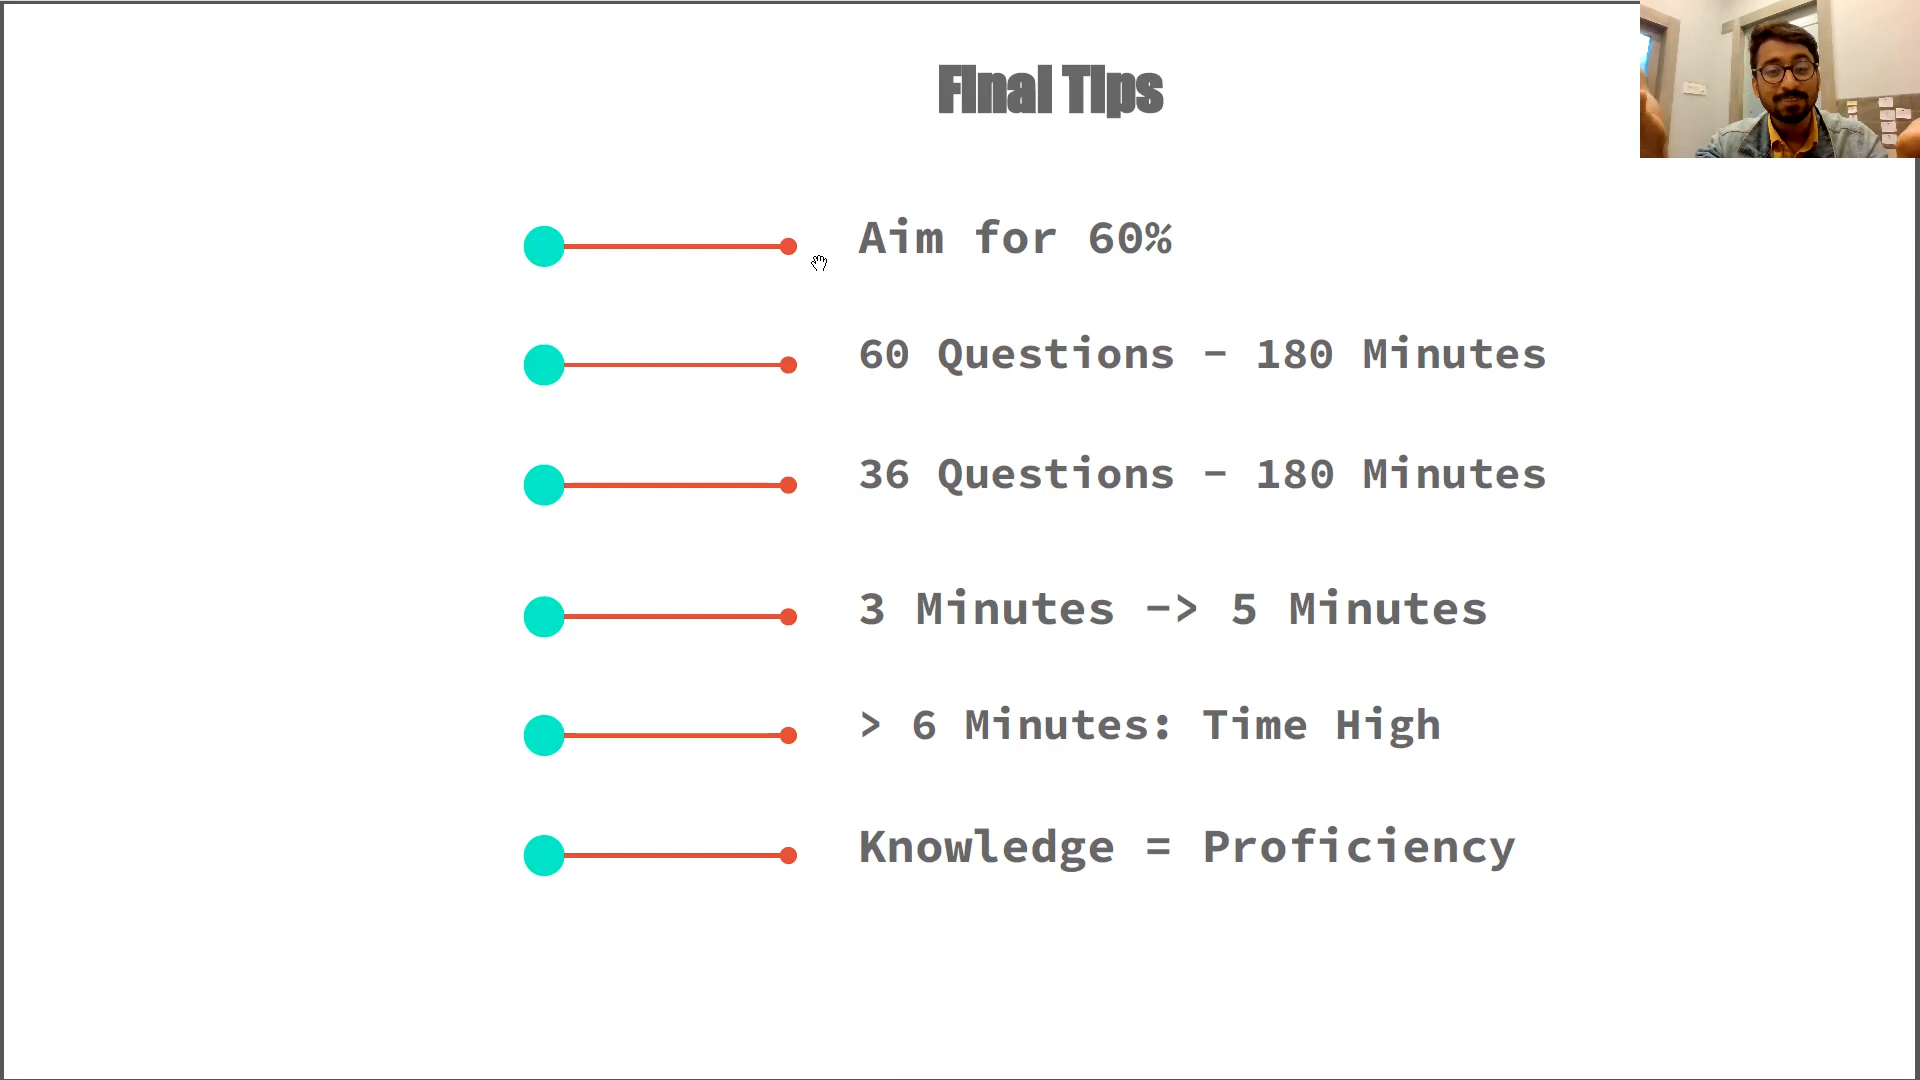 Final Tips
Aim for 60%
60 Questions - 180 Minutes
36 Questions - 180 Minutes
3 Minutes -> 5 Minutes
> 6 Minutes: Time High
Knowledge = Proficiency